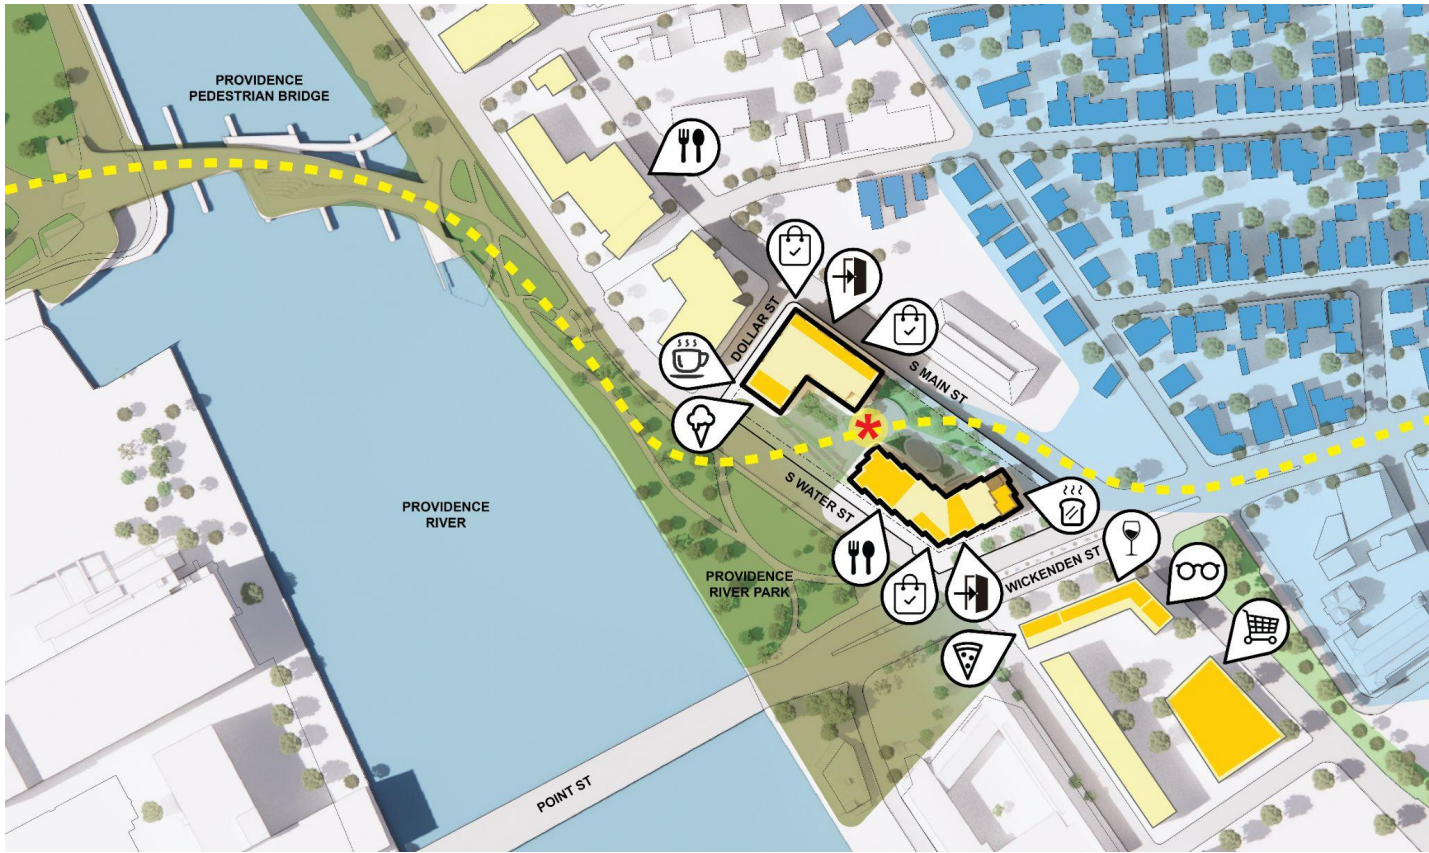 PROVIDENCE
PEDESTRIAN BRIDGE
DOLLAR ST
S MAIN ST
S WATER ST
PROVIDENCE
RIVER
WICKENDEN ST
PROVIDENCE
RIVER PARK
POINT ST